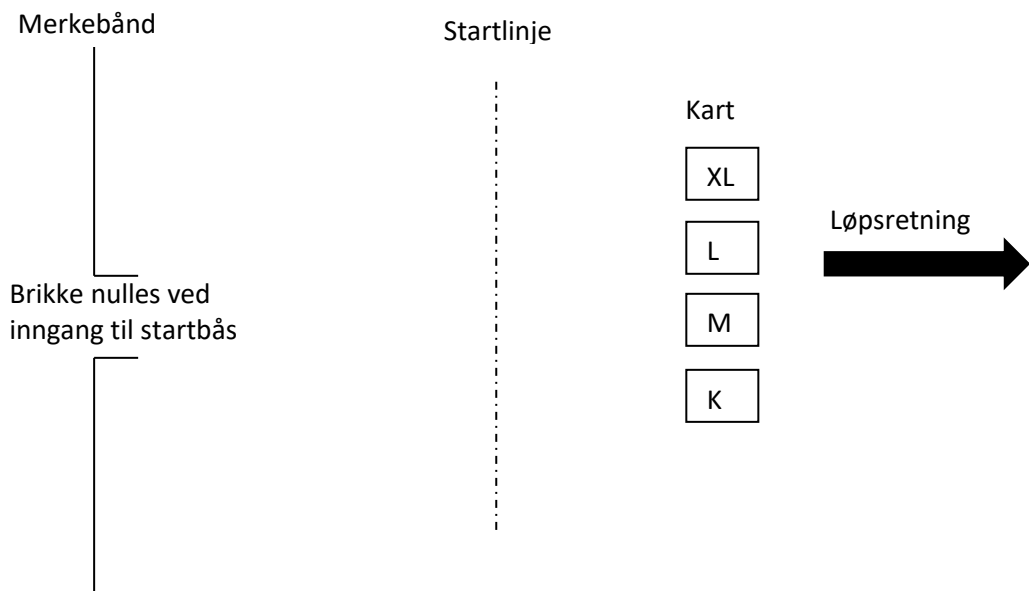 Merkebånd
Startlinje
Kart
XL
Løpsretning
L
Brikke nulles ved
inngang til startbås
M
K